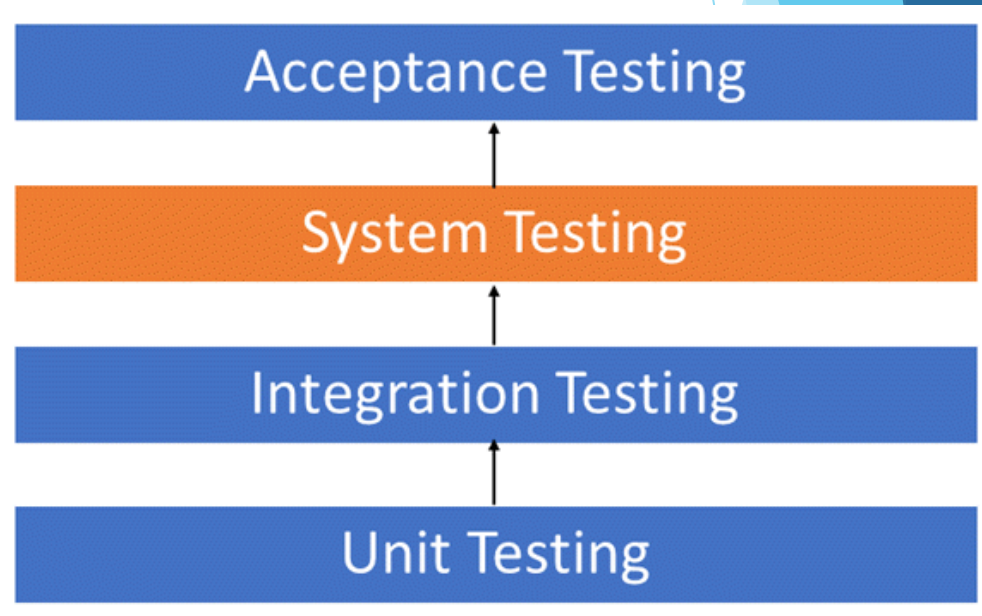 Acceptance Testing
System Testing
Integration Testing
Unit Testing